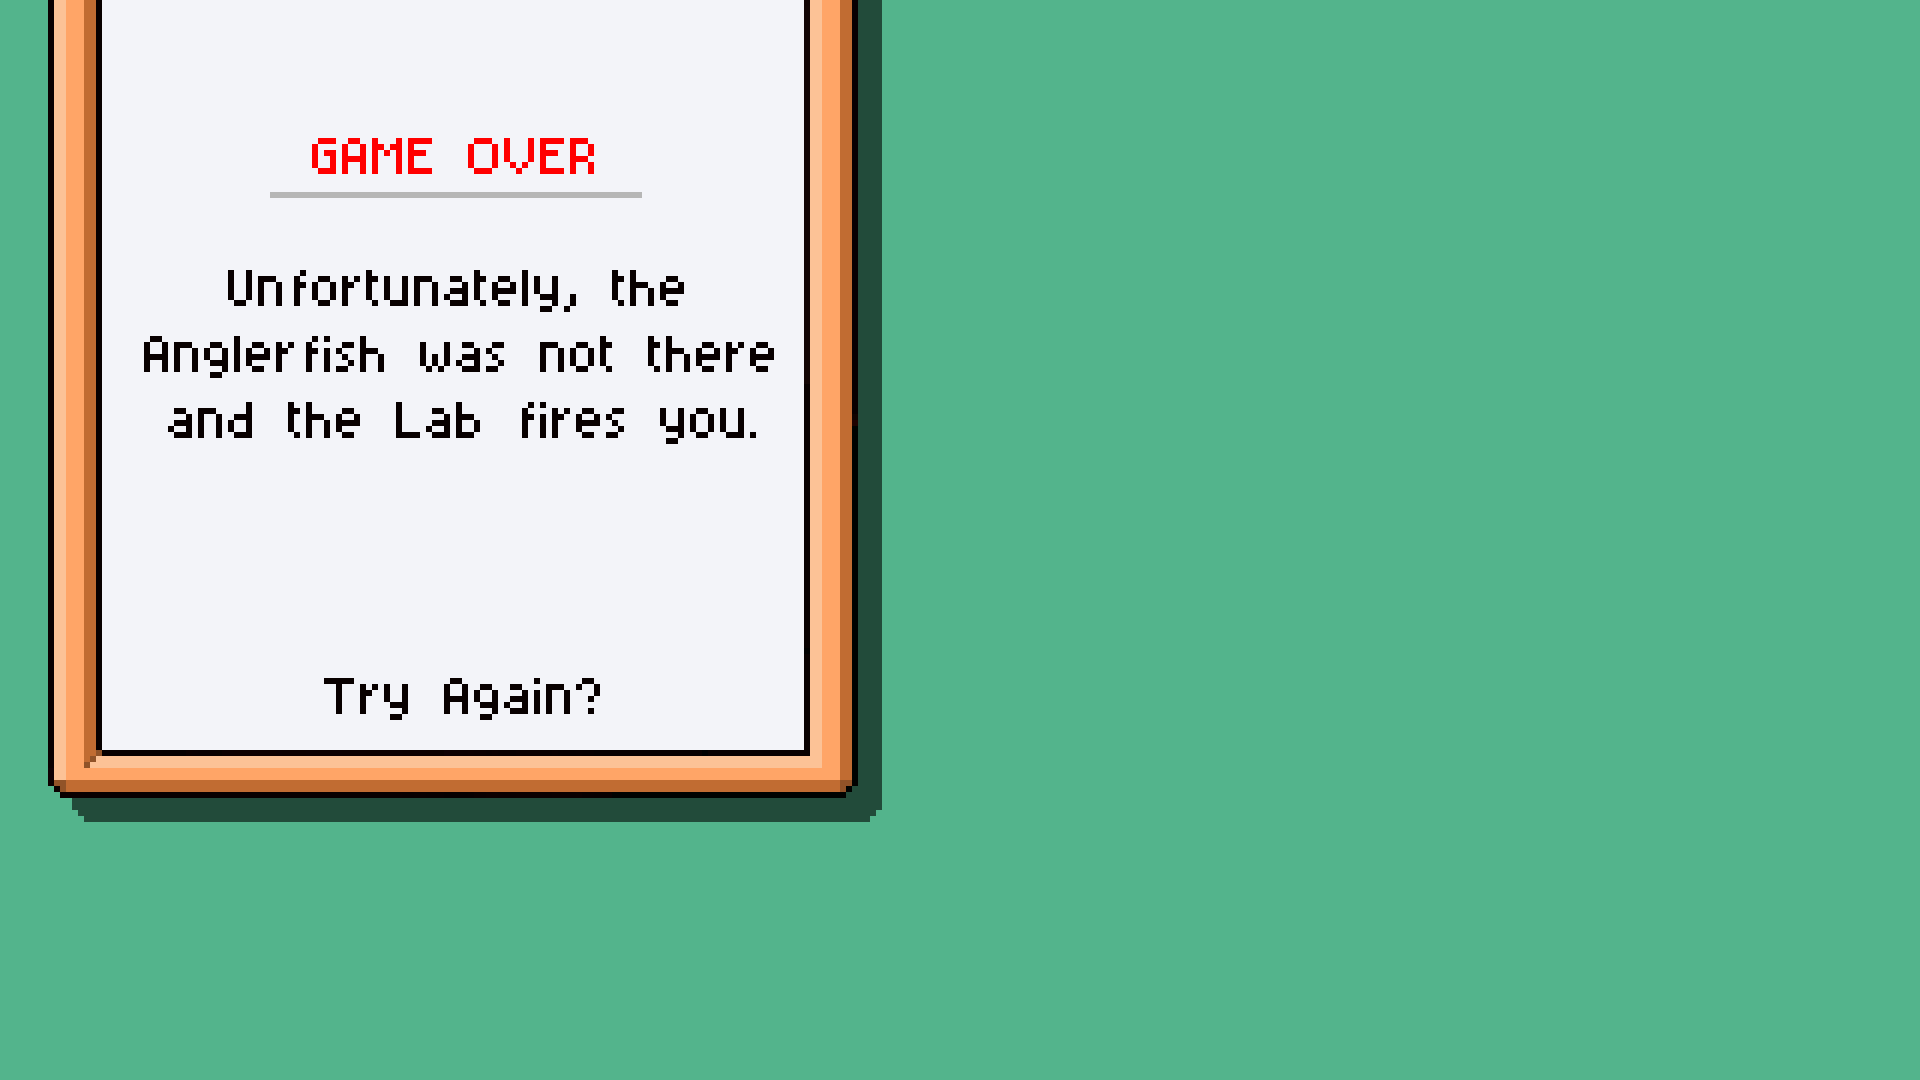 GAME OVER
Unfortunately, the
Anglerfish was not there
and the Lab fires you.
Try Again?